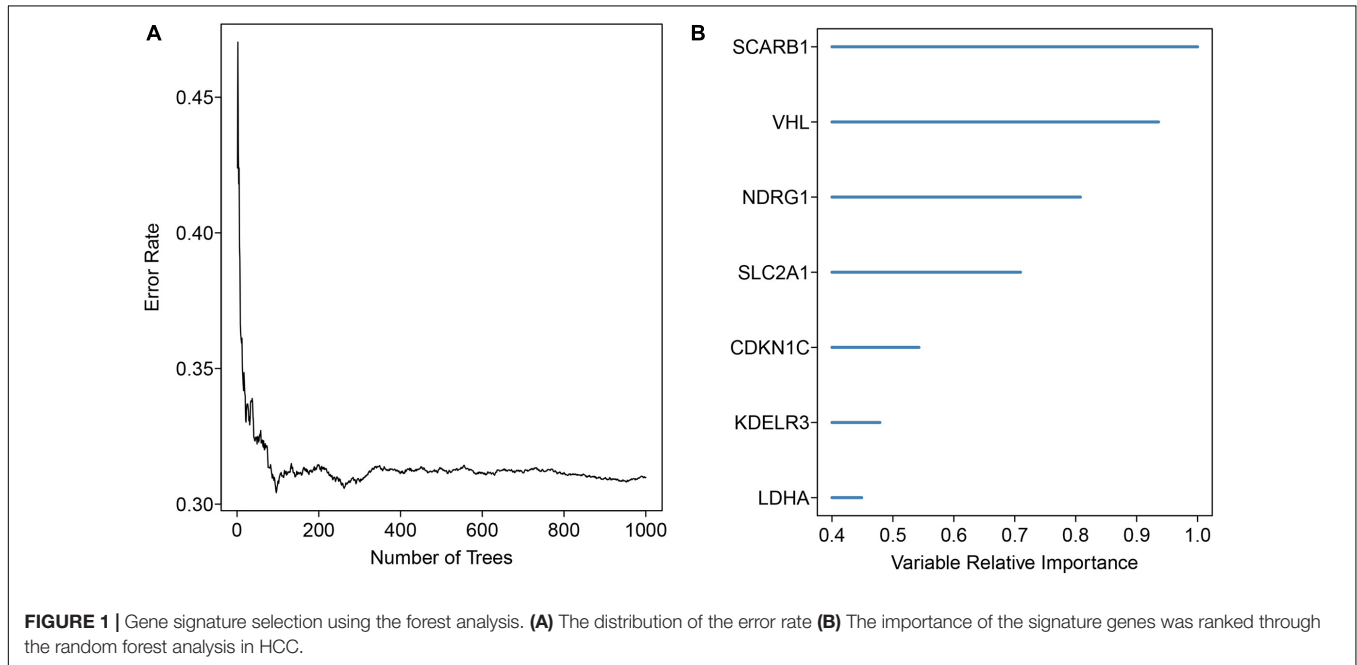 A
0.45
0.40
0.35
0.30
Error Rate
0
200
400
600
800
1000
Number of Trees
B
SCARB1
VHL
NDRG1
SLC2A1
CDKN1C
KDELR3
LDHA
0.4
0.5
0.6
0.7
0.8
0.9
1.0
Variable Relative Importance
FIGURE 1 | Gene signature selection using the forest analysis. (A) The distribution of the error rate (B) The importance of the signature genes was ranked through
the random forest analysis in HCC.